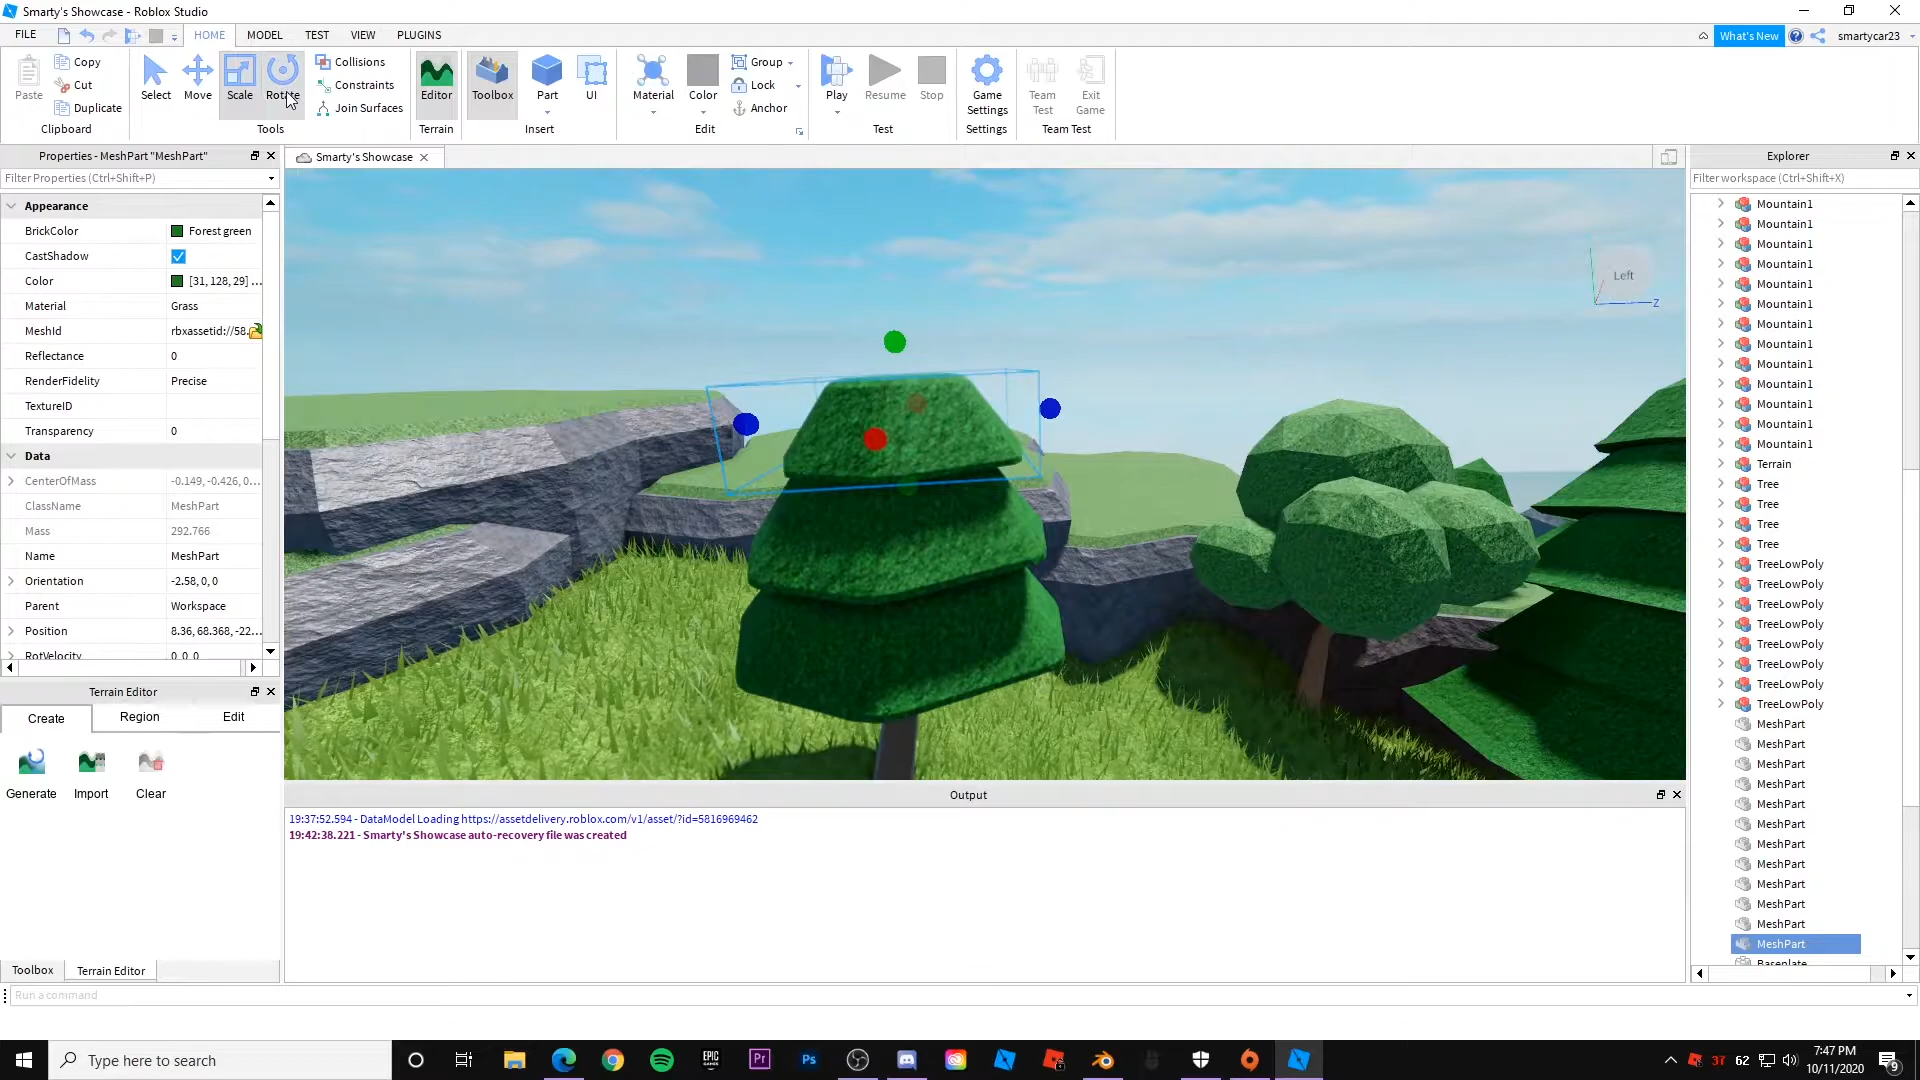 Smarty's Showcase - Roblox Studio
FILE HOME MODEL TEST VIEW PLUGINS What's New smartycar23
Paste Copy Cut Duplicate Clipboard
Select Move Scale Rotate Collisions Constraints Join Surfaces Tools
Editor Terrain
Toolbox Part UI Insert
Material Color Group Lock Anchor Edit
Play Resume Stop Test
Game Settings Settings
Team Test Exit Game Team Test
Properties - MeshPart "MeshPart"
Filter Properties (Ctrl+Shift+P)
Appearance
BrickColor Forest green
CastShadow
Color [31, 128, 29] ...
Material Grass
MeshId rbxassetid://58.
Reflectance 0
RenderFidelity Precise
TextureID
Transparency 0
Data
CenterOfMass -0.149, -0.426, 0...
ClassName MeshPart
Mass 292.766
Name MeshPart
Orientation -2.58, 0, 0
Parent Workspace
Position 8.36, 68.368, -22...
RotVelocity 0, 0, 0
Terrain Editor
Create Region Edit
Generate Import Clear
Toolbox Terrain Editor
Run a command
Smarty's Showcase
Left
Z
Output
19:37:52.594 - DataModel Loading https://assetdelivery.roblox.com/v1/asset/?id=5816969462
19:42:38.221 - Smarty's Showcase auto-recovery file was created
Explorer
Filter workspace (Ctrl+Shift+X)
Mountain1
Mountain1
Mountain1
Mountain1
Mountain1
Mountain1
Mountain1
Mountain1
Mountain1
Mountain1
Mountain1
Mountain1
Mountain1
Terrain
Tree
Tree
Tree
Tree
TreeLowPoly
TreeLowPoly
TreeLowPoly
TreeLowPoly
TreeLowPoly
TreeLowPoly
TreeLowPoly
TreeLowPoly
MeshPart
MeshPart
MeshPart
MeshPart
MeshPart
MeshPart
MeshPart
MeshPart
MeshPart
MeshPart
MeshPart
MeshPart
Baseplate
Type here to search
EPIC GAMES
Pr
Ps
37 62
7:47 PM
10/11/2020
9